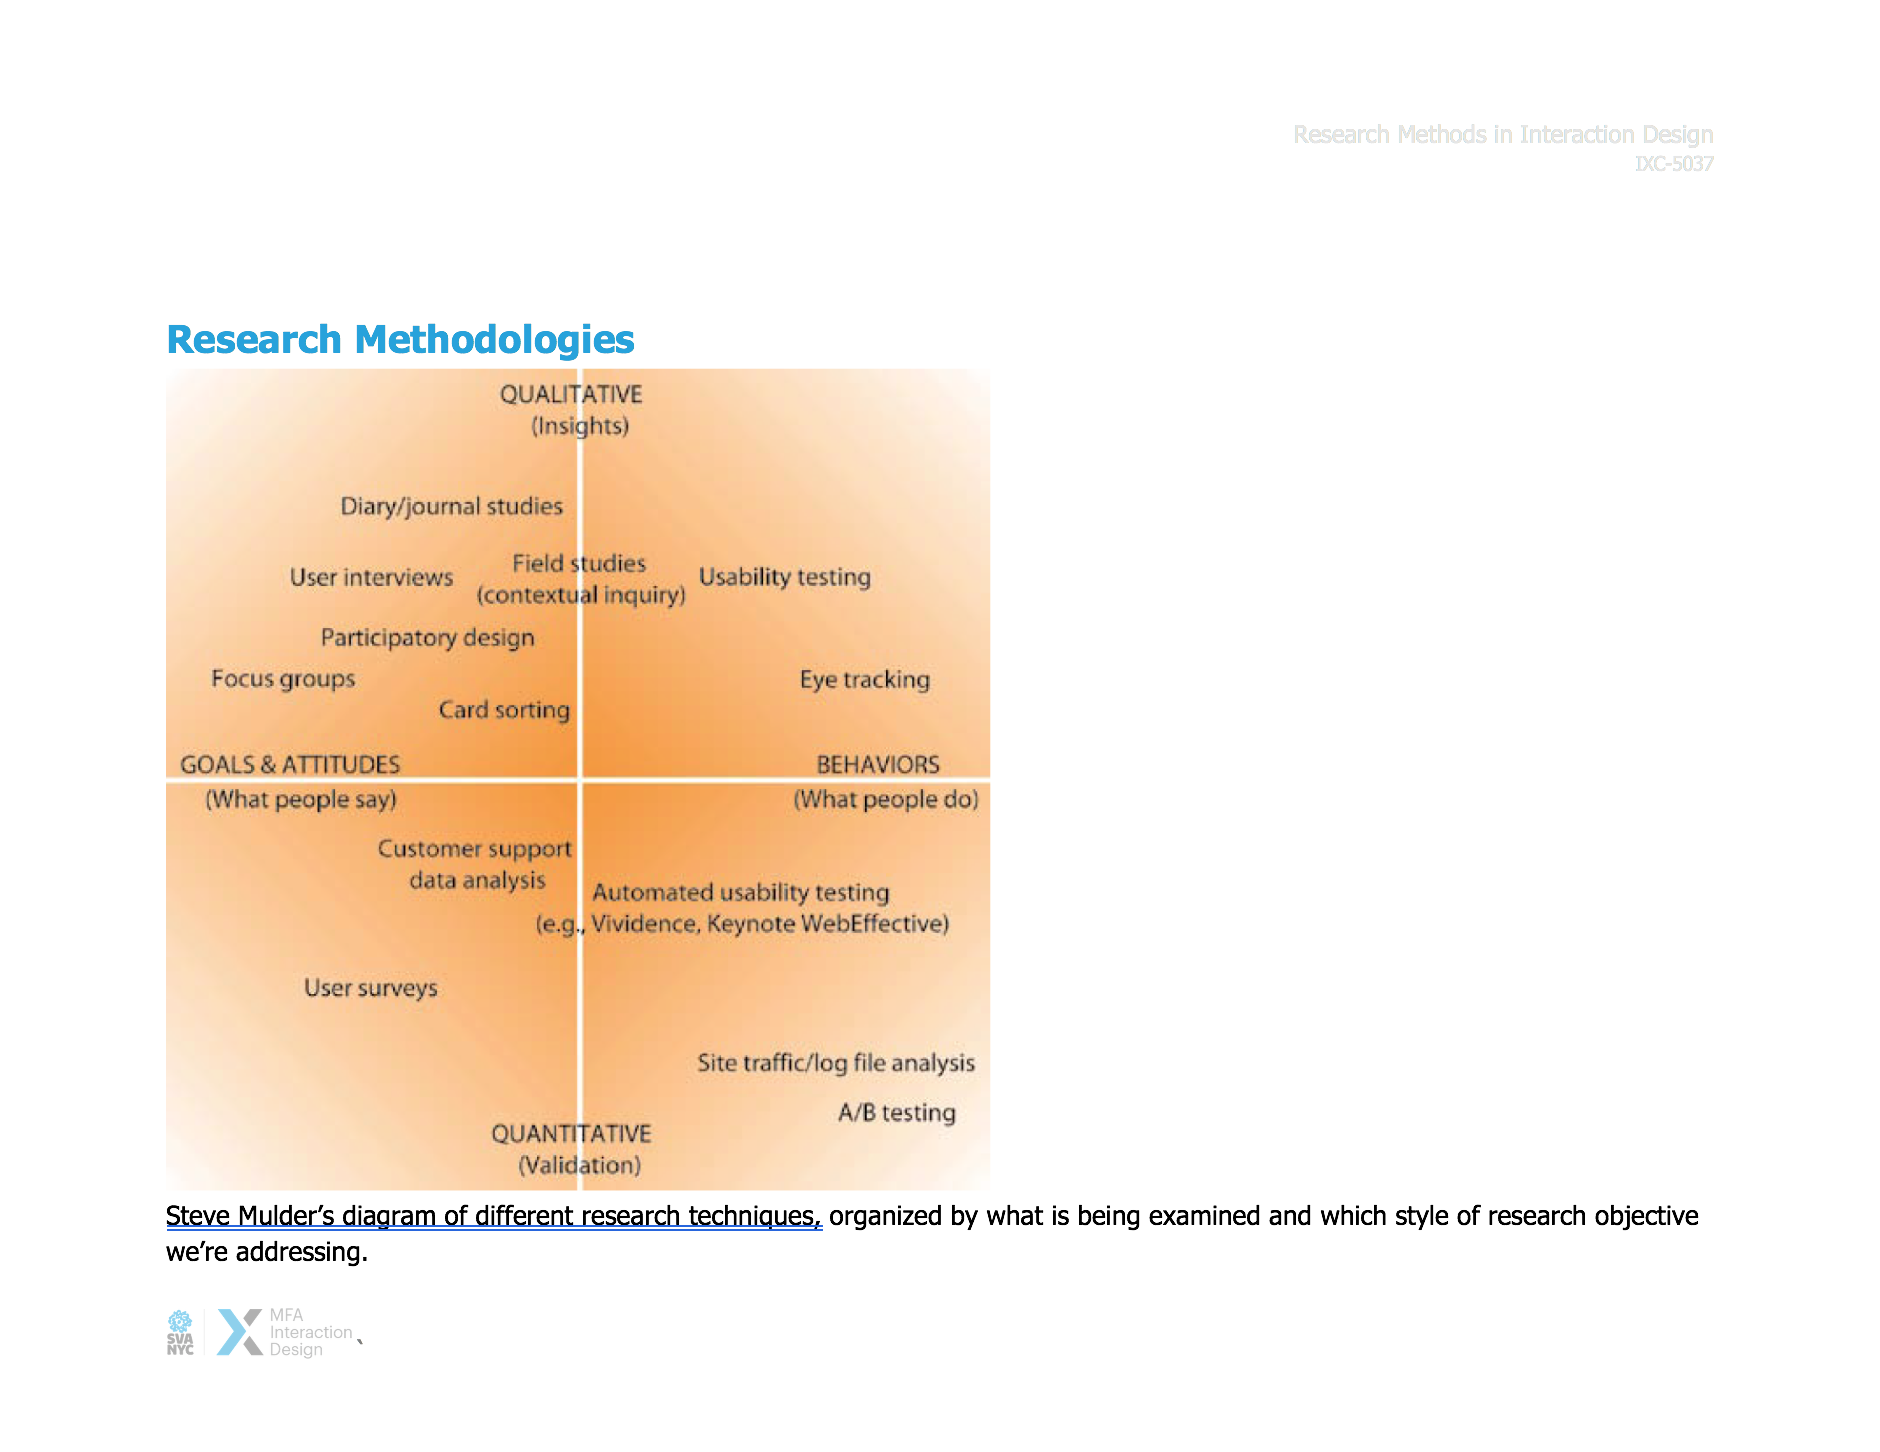 Research Methods in Interaction Design
IXC-5037
Research Methodologies
QUALITATIVE
(Insights)
Diary/journal studies
Field studies
(contextual inquiry)
User interviews
Usability testing
Participatory design
Focus groups
Eye tracking
Card sorting
GOALS & ATTITUDES
(What people say)
BEHAVIORS
(What people do)
Customer support
data analysis
Automated usability testing
(e.g., Vividence, Keynote WebEffective)
User surveys
Site traffic/log file analysis
A/B testing
QUANTITATIVE
(Validation)
Steve Mulder’s diagram of different research techniques, organized by what is being examined and which style of research objective
we’re addressing.
SVA
NYC
MFA
Interaction
Design `